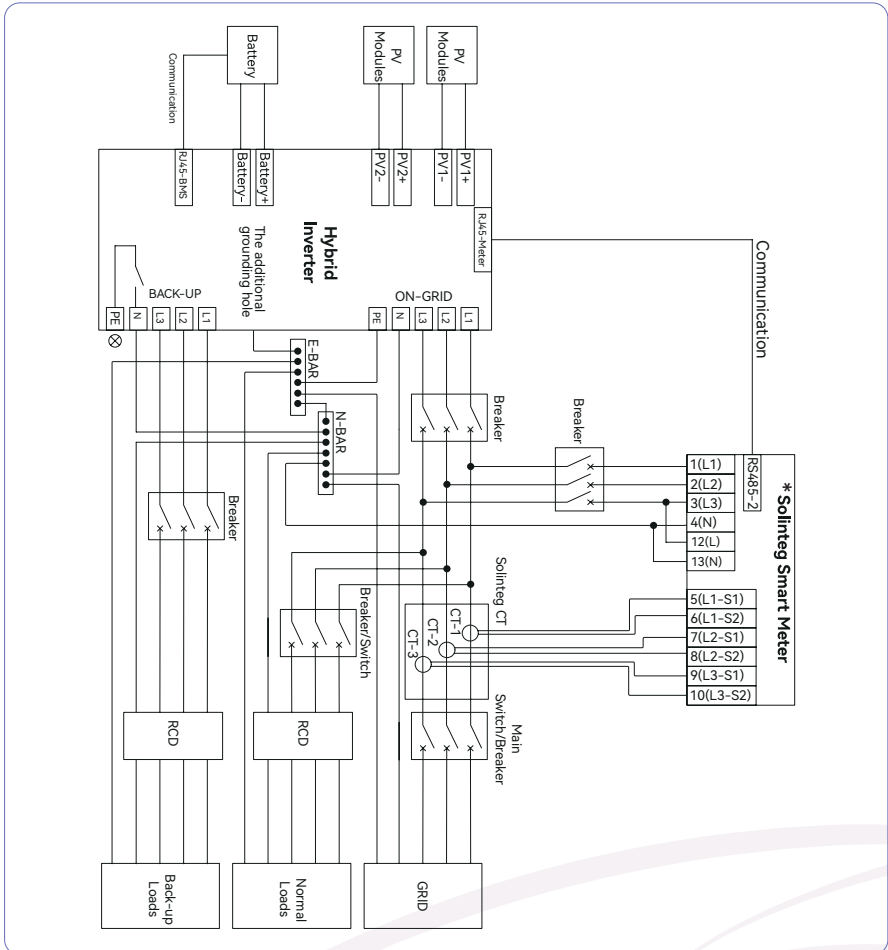 Battery
PV
Modules
PV
Modules
Communication
RJ45-BMS
Battery-
Battery+
PV2-
PV2+
PV1-
PV1+
RJ45-Meter
Hybrid
Inverter
The additional
grounding hole
BACK-UP
ON-GRID
PE
N
L3
L2
L1
PE
N
L3
L2
L1
Communication
E-BAR
N-BAR
Breaker
Breaker
Breaker
* Solinteg Smart Meter
RS485-2
1(L1)
2(L2)
3(L3)
4(N)
12(L)
13(N)
5(L1-S1)
6(L1-S2)
7(L2-S1)
8(L2-S2)
9(L3-S1)
10(L3-S2)
Solinteg CT
CT-1
CT-2
CT-3
Breaker/Switch
Main
Switch/Breaker
RCD
RCD
Back-up
Loads
Normal
Loads
GRID